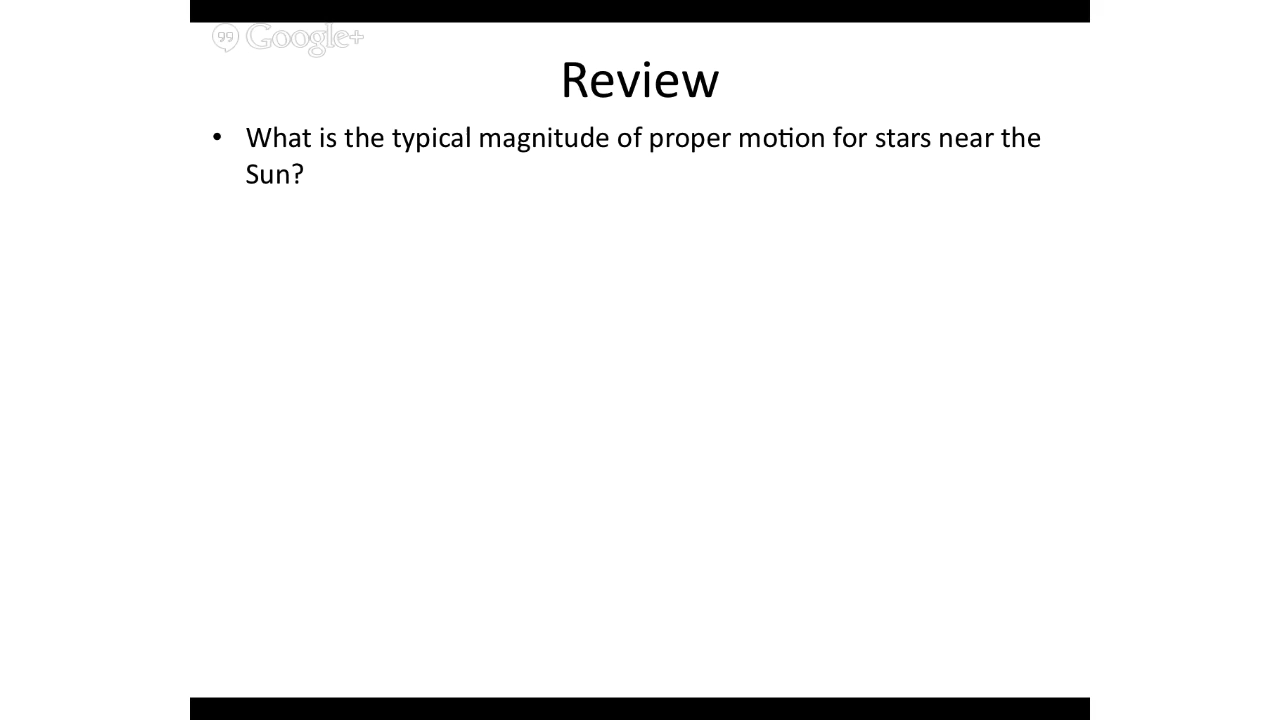 Google+
Review
• What is the typical magnitude of proper motion for stars near the
Sun?